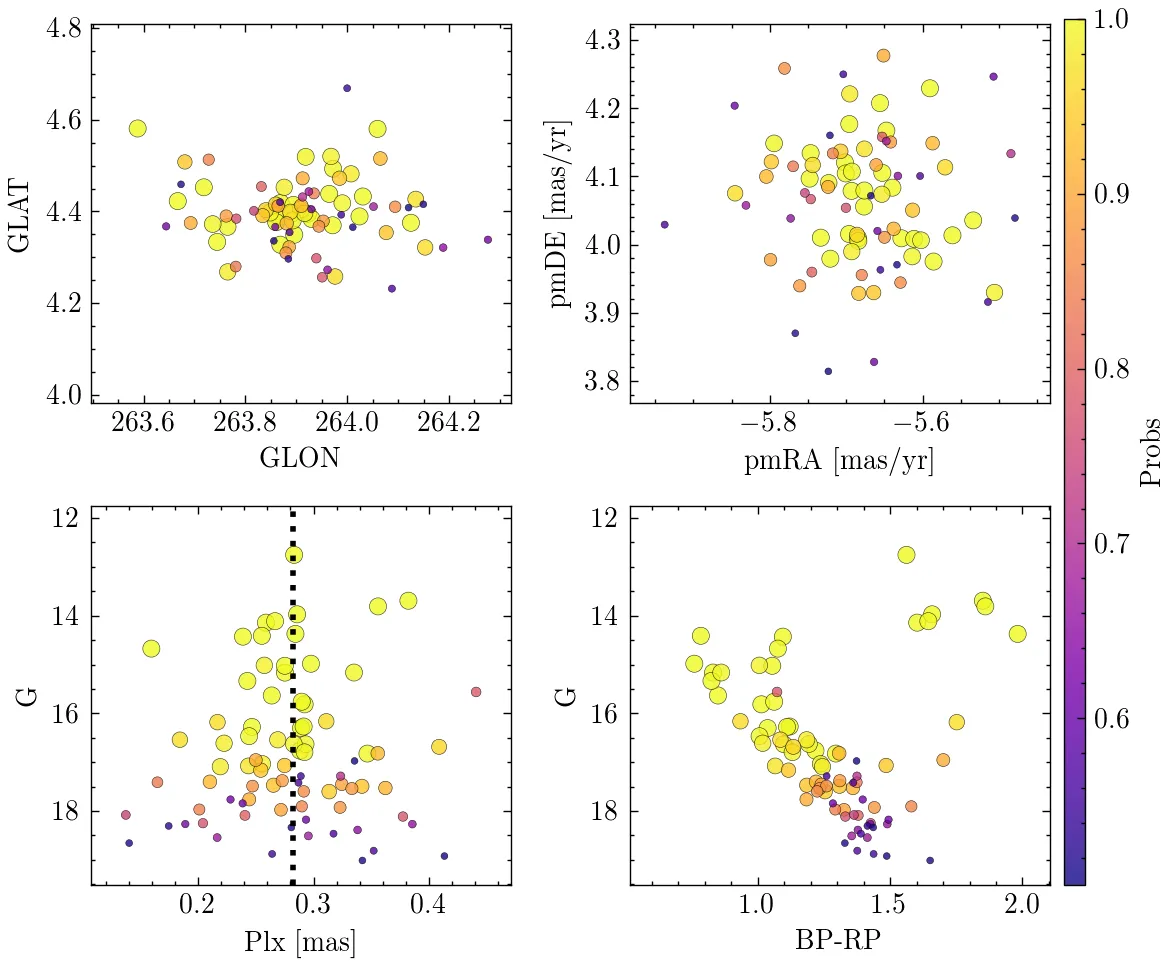 4.8
4.6
4.4
4.2
4.0
GLAT
263.6 263.8 264.0 264.2
GLON
4.3
4.2
4.1
4.0
3.9
3.8
pmDE [mas/yr]
−5.8 −5.6
pmRA [mas/yr]
12
14
16
18
G
0.2 0.3 0.4
Plx [mas]
12
14
16
18
G
1.0 1.5 2.0
BP-RP
1.0
0.9
0.8
0.7
0.6
Probs